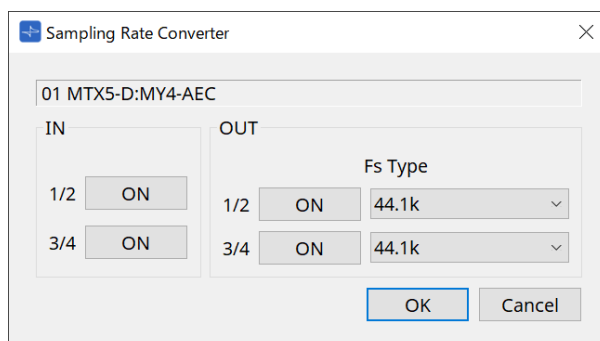 Sampling Rate Converter
01 MTX5-D:MY4-AEC
IN
1/2 ON
3/4 ON
OUT
Fs Type
1/2 ON 44.1k
3/4 ON 44.1k
OK Cancel